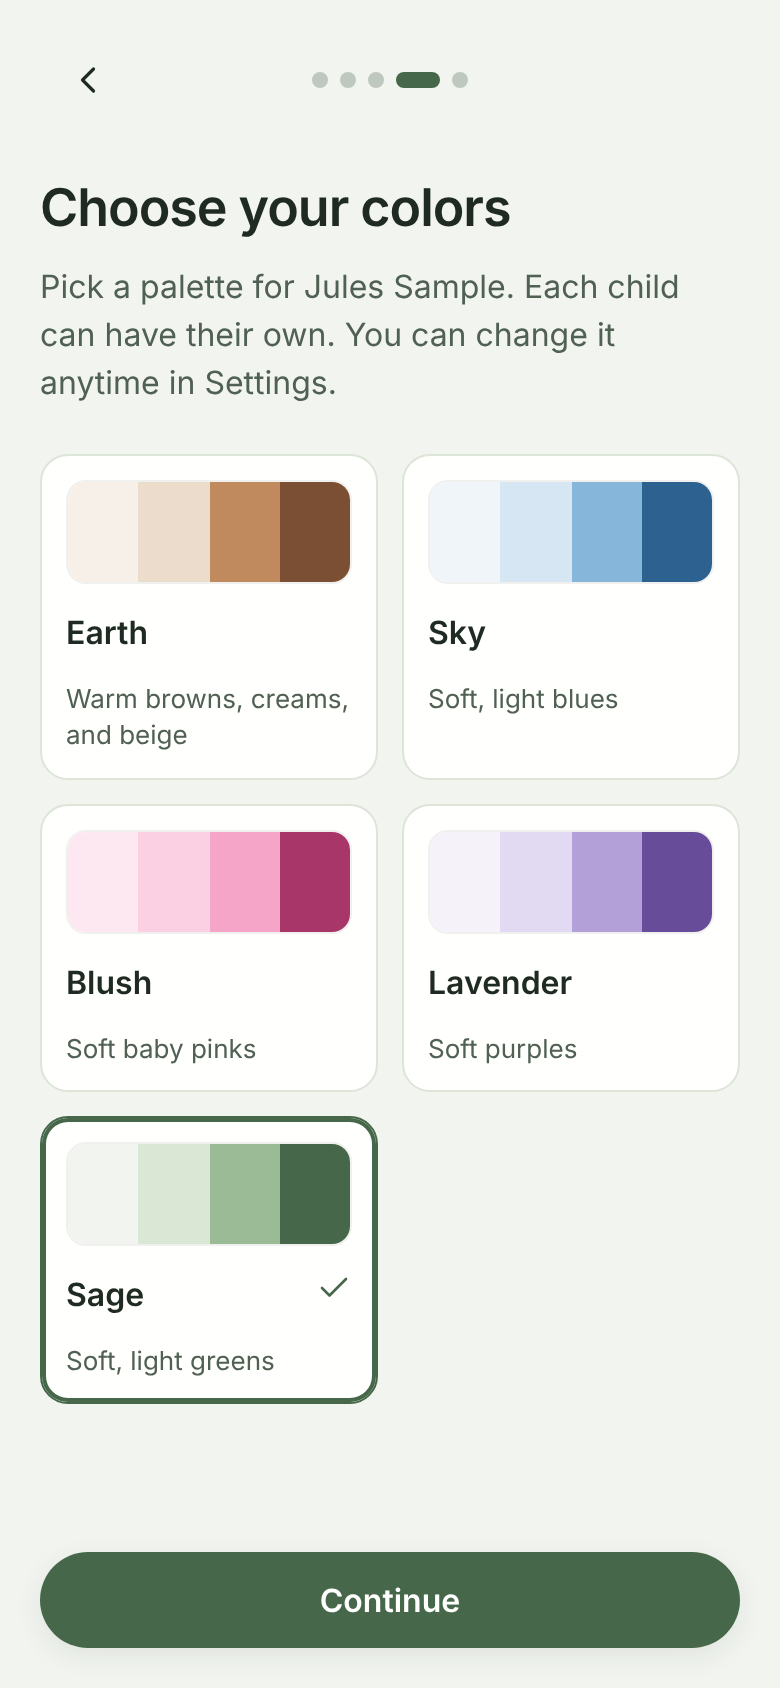 Choose your colors
Pick a palette for Jules Sample. Each child
can have their own. You can change it
anytime in Settings.
Earth
Warm browns, creams,
and beige
Sky
Soft, light blues
Blush
Soft baby pinks
Lavender
Soft purples
Sage
Soft, light greens
Continue